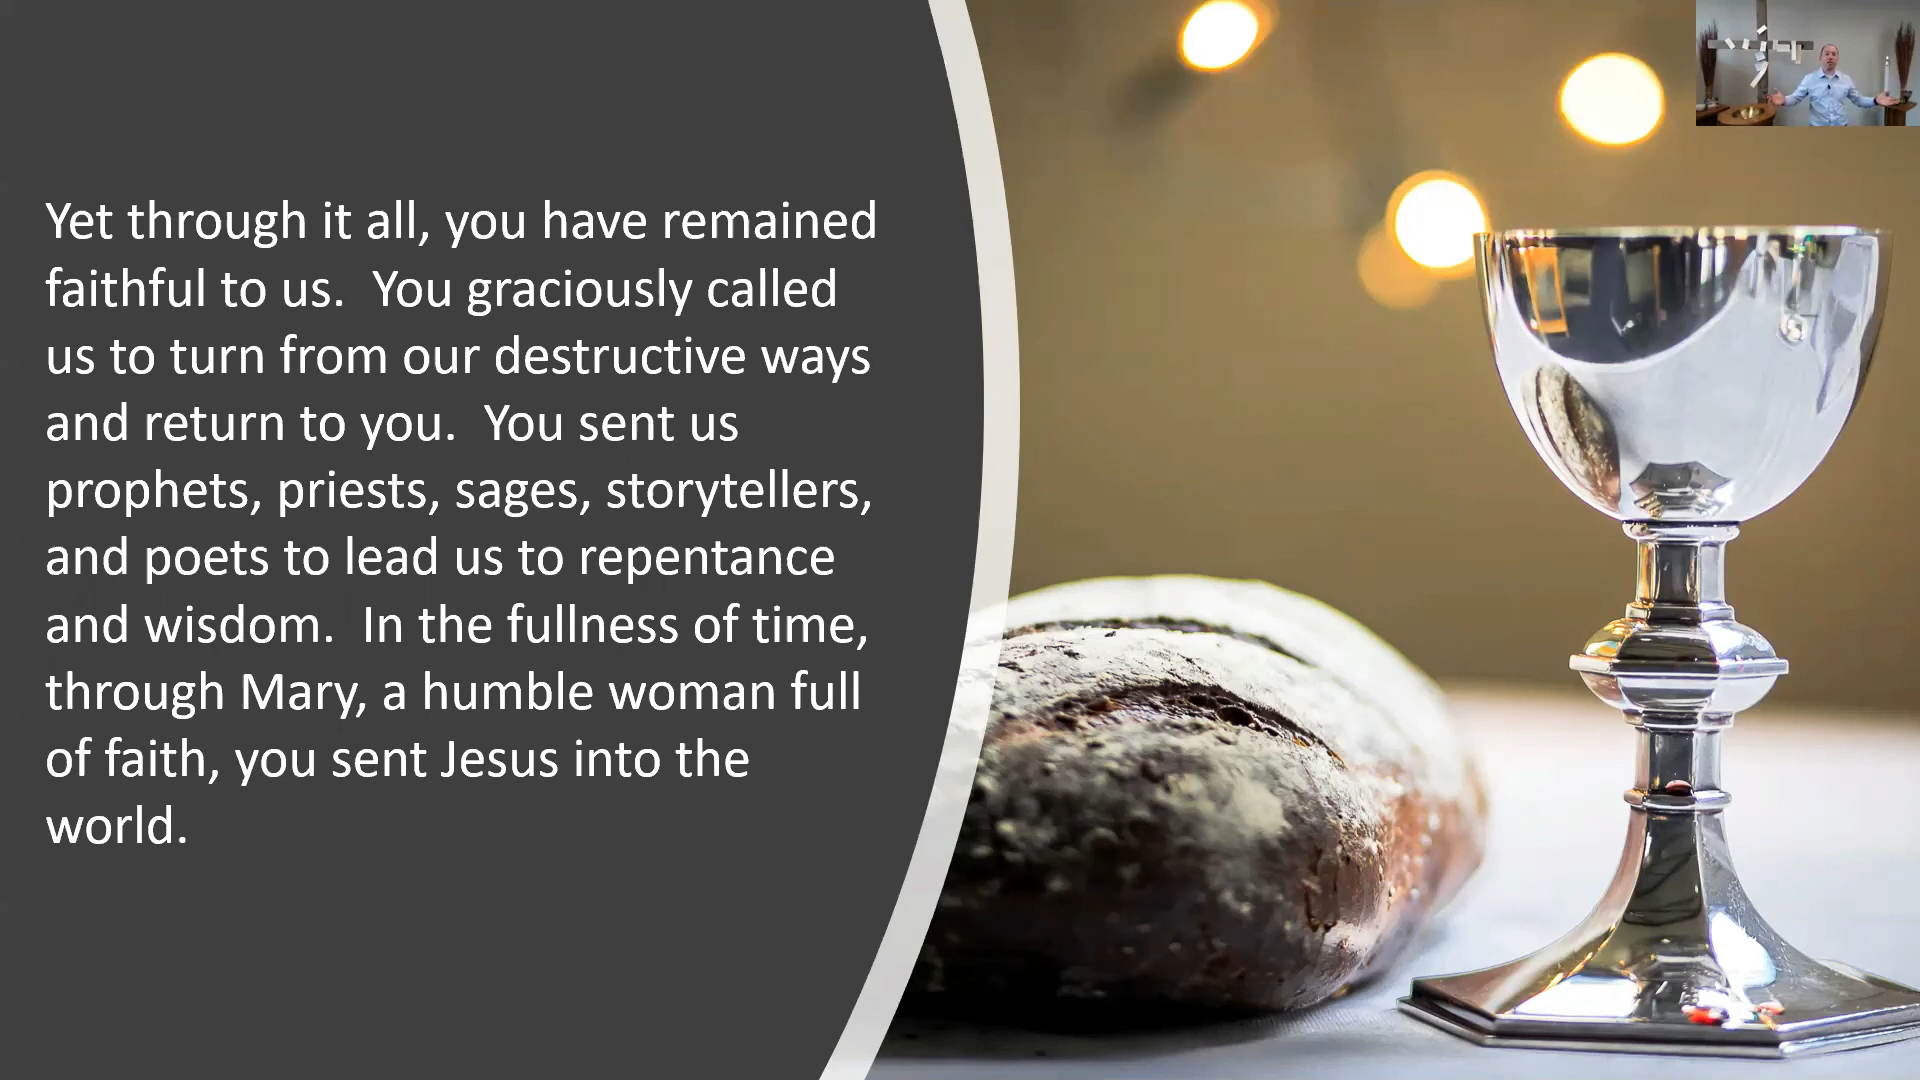 Yet through it all, you have remained
faithful to us.  You graciously called
us to turn from our destructive ways
and return to you.  You sent us
prophets, priests, sages, storytellers,
and poets to lead us to repentance
and wisdom.  In the fullness of time,
through Mary, a humble woman full
of faith, you sent Jesus into the
world.